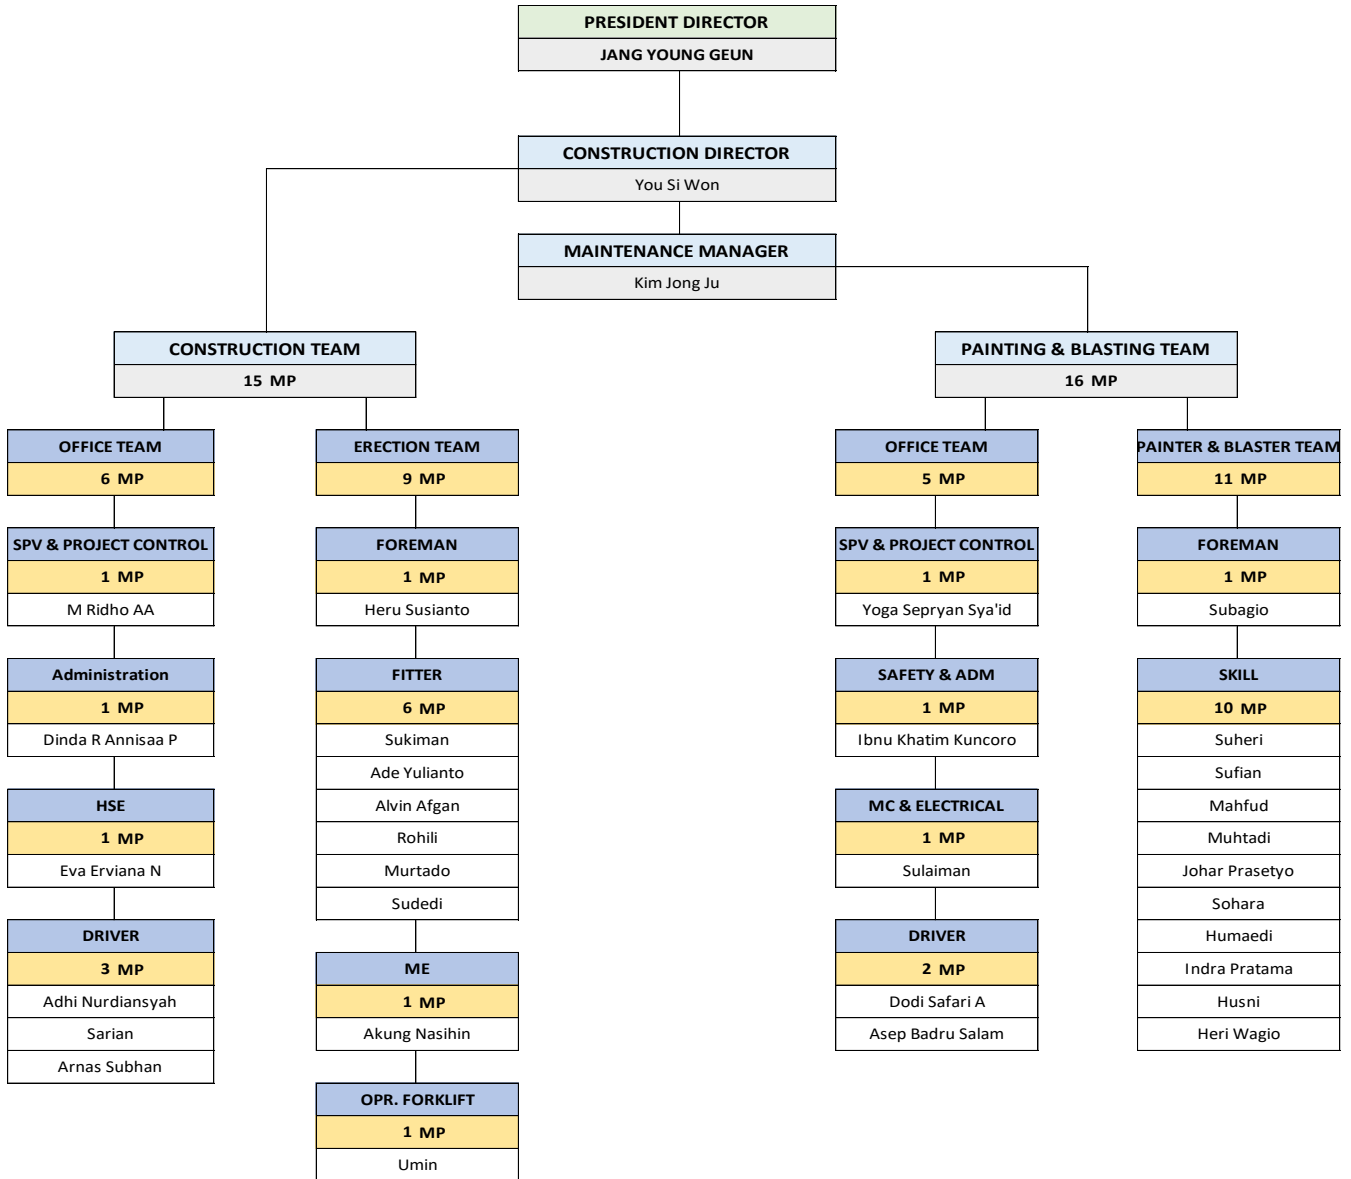 PRESIDENT DIRECTOR
JANG YOUNG GEUN
CONSTRUCTION DIRECTOR
You Si Won
MAINTENANCE MANAGER
Kim Jong Ju
CONSTRUCTION TEAM
15 MP
OFFICE TEAM
6 MP
SPV & PROJECT CONTROL
1 MP
M Ridho AA
Administration
1 MP
Dinda R Annisaa P
HSE
1 MP
Eva Erviana N
DRIVER
3 MP
Adhi Nurdiansyah
Sarian
Arnas Subhan
ERECTION TEAM
9 MP
FOREMAN
1 MP
Heru Susianto
FITTER
6 MP
Sukiman
Ade Yulianto
Alvin Afgan
Rohili
Murtado
Sudedi
ME
1 MP
Akung Nasihin
OPR. FORKLIFT
1 MP
Umin
PAINTING & BLASTING TEAM
16 MP
OFFICE TEAM
5 MP
SPV & PROJECT CONTROL
1 MP
Yoga Sepryan Sya'id
SAFETY & ADM
1 MP
Ibnu Khatim Kuncoro
MC & ELECTRICAL
1 MP
Sulaiman
DRIVER
2 MP
Dodi Safari A
Asep Badru Salam
PAINTER & BLASTER TEAM
11 MP
FOREMAN
1 MP
Subagio
SKILL
10 MP
Suheri
Sufian
Mahfud
Muhtadi
Johar Prasetyo
Sohara
Humaedi
Indra Pratama
Husni
Heri Wagio